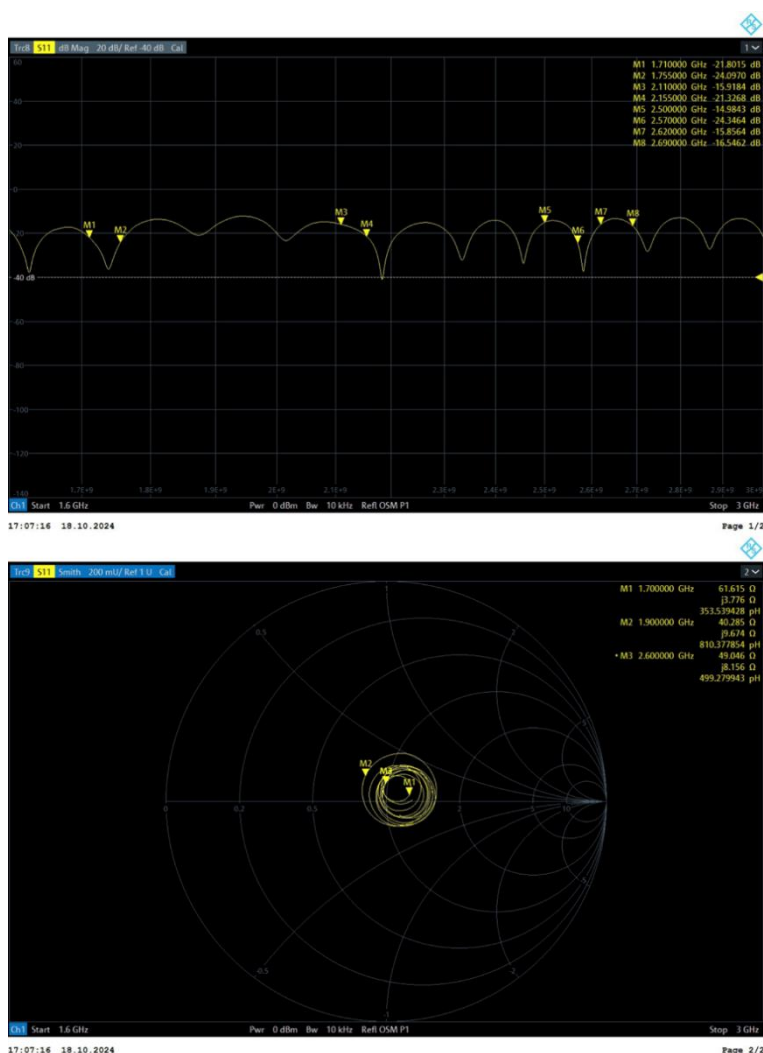 Trc8 S11 dB Mag 20 dB/ Ref -40 dB Cal 1
60
M1 1.710000 GHz -21.8015 dB
M2 1.755000 GHz -24.0970 dB
M3 2.110000 GHz -15.9184 dB
M4 2.155000 GHz -21.3268 dB
M5 2.500000 GHz -14.9843 dB
M6 2.570000 GHz -24.3464 dB
M7 2.620000 GHz -15.8564 dB
M8 2.690000 GHz -16.5462 dB
40
20
0
M1 M2 M3 M4 M5 M6 M7 M8
-20
-40 dB
-60
-80
-100
-120
-140
1.7E+9 1.8E+9 1.9E+9 2E+9 2.1E+9 2.3E+9 2.4E+9 2.5E+9 2.6E+9 2.7E+9 2.8E+9 2.9E+9
Ch1 Start 1.6 GHz Pwr 0 dBm Bw 10 kHz Refl OSM P1 Stop 3 GHz
17:07:16 18.10.2024 Page 1/2
Trc9 S11 Smith 200 mU/ Ref 1 U Cal 2
M1 1.700000 GHz 61.615 Ω
j3.776 Ω
353.539428 pH
M2 1.900000 GHz 40.285 Ω
j9.674 Ω
810.377854 pH
• M3 2.600000 GHz 49.046 Ω
j8.156 Ω
499.279943 pH
1
0.5 2
5
M2 M3 M1
0 0.2 0.5 2 5 10
-5
-0.5 -2
-1
Ch1 Start 1.6 GHz Pwr 0 dBm Bw 10 kHz Refl OSM P1 Stop 3 GHz
17:07:16 18.10.2024 Page 2/2